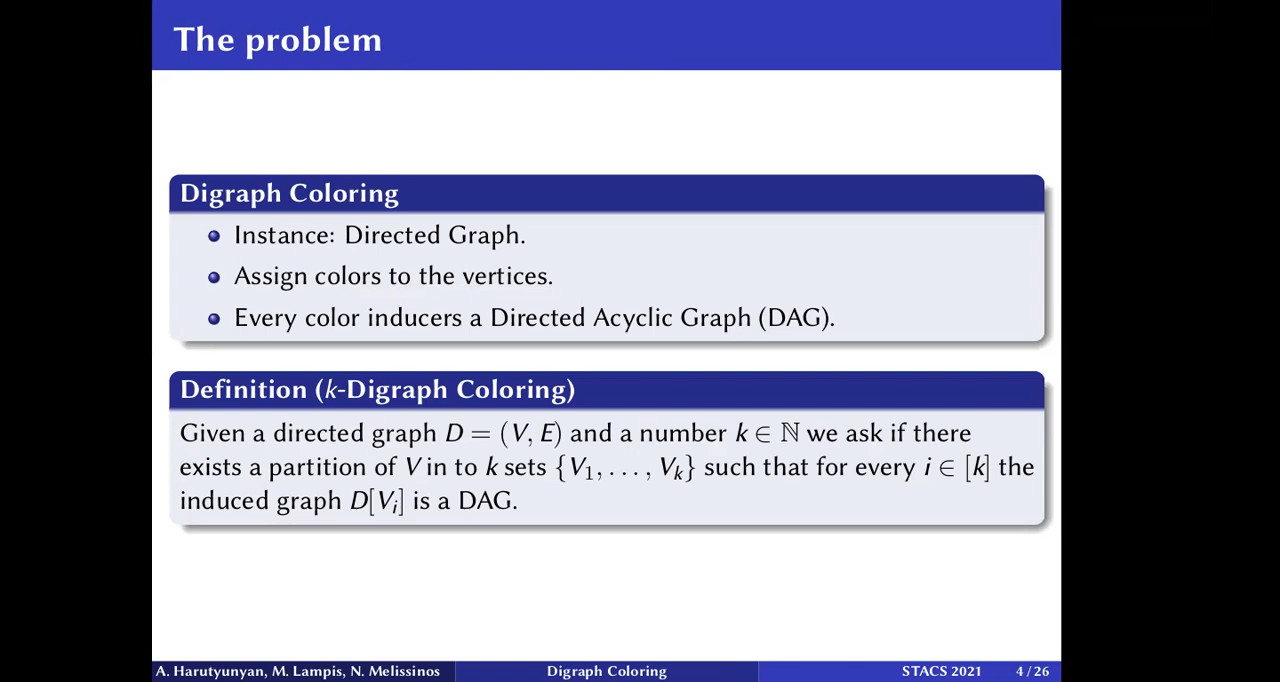 The problem
Digraph Coloring
Instance: Directed Graph.
Assign colors to the vertices.
Every color inducers a Directed Acyclic Graph (DAG).
Definition (k-Digraph Coloring)
Given a directed graph D = (V, E) and a number k ∈ ℕ we ask if there
exists a partition of V in to k sets {V₁, . . . , Vₖ} such that for every i ∈ [k] the
induced graph D[Vᵢ] is a DAG.
A. Harutyunyan, M. Lampis, N. Melissinos Digraph Coloring STACS 2021 4 / 26